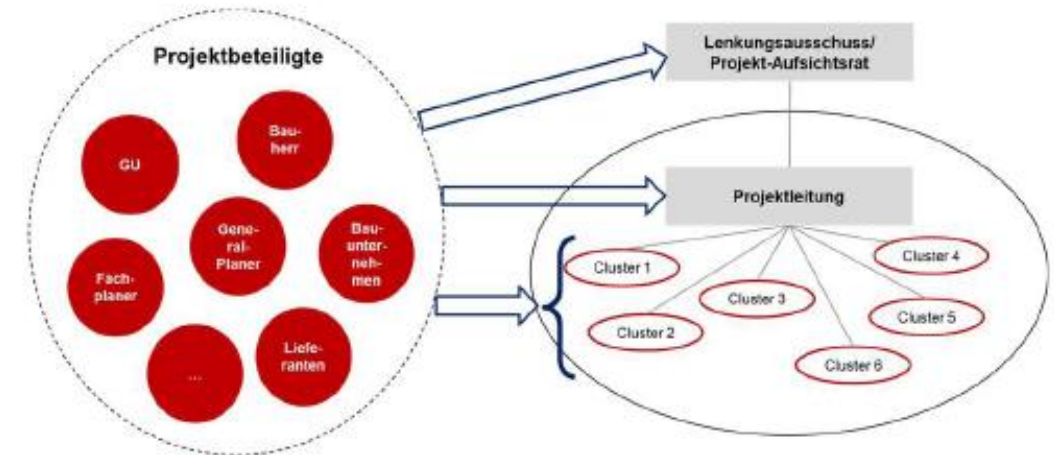 Projektbeteiligte
Bau-
herr
GU
Gene-
ral-
Planer
Bau-
unter-
neh-
men
Fach-
planer
Liefe-
ranten
...
Lenkungsausschuss/
Projekt-Aufsichtsrat
Projektleitung
Cluster 1
Cluster 2
Cluster 3
Cluster 4
Cluster 5
Cluster 6